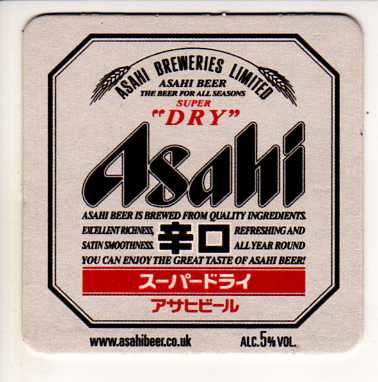 ASAHI BREWERIES LIMITED
ASAHI BEER
THE BEER FOR ALL SEASONS
SUPER
"DRY"
Asahi
ASAHI BEER IS BREWED FROM QUALITY INGREDIENTS.
EXCELLENT RICHNESS, 辛口 REFRESHING AND
SATIN SMOOTHNESS. ALL YEAR ROUND
YOU CAN ENJOY THE GREAT TASTE OF ASAHI BEER!
スーパードライ
アサヒビール
www.asahibeer.co.uk ALC.5% VOL.